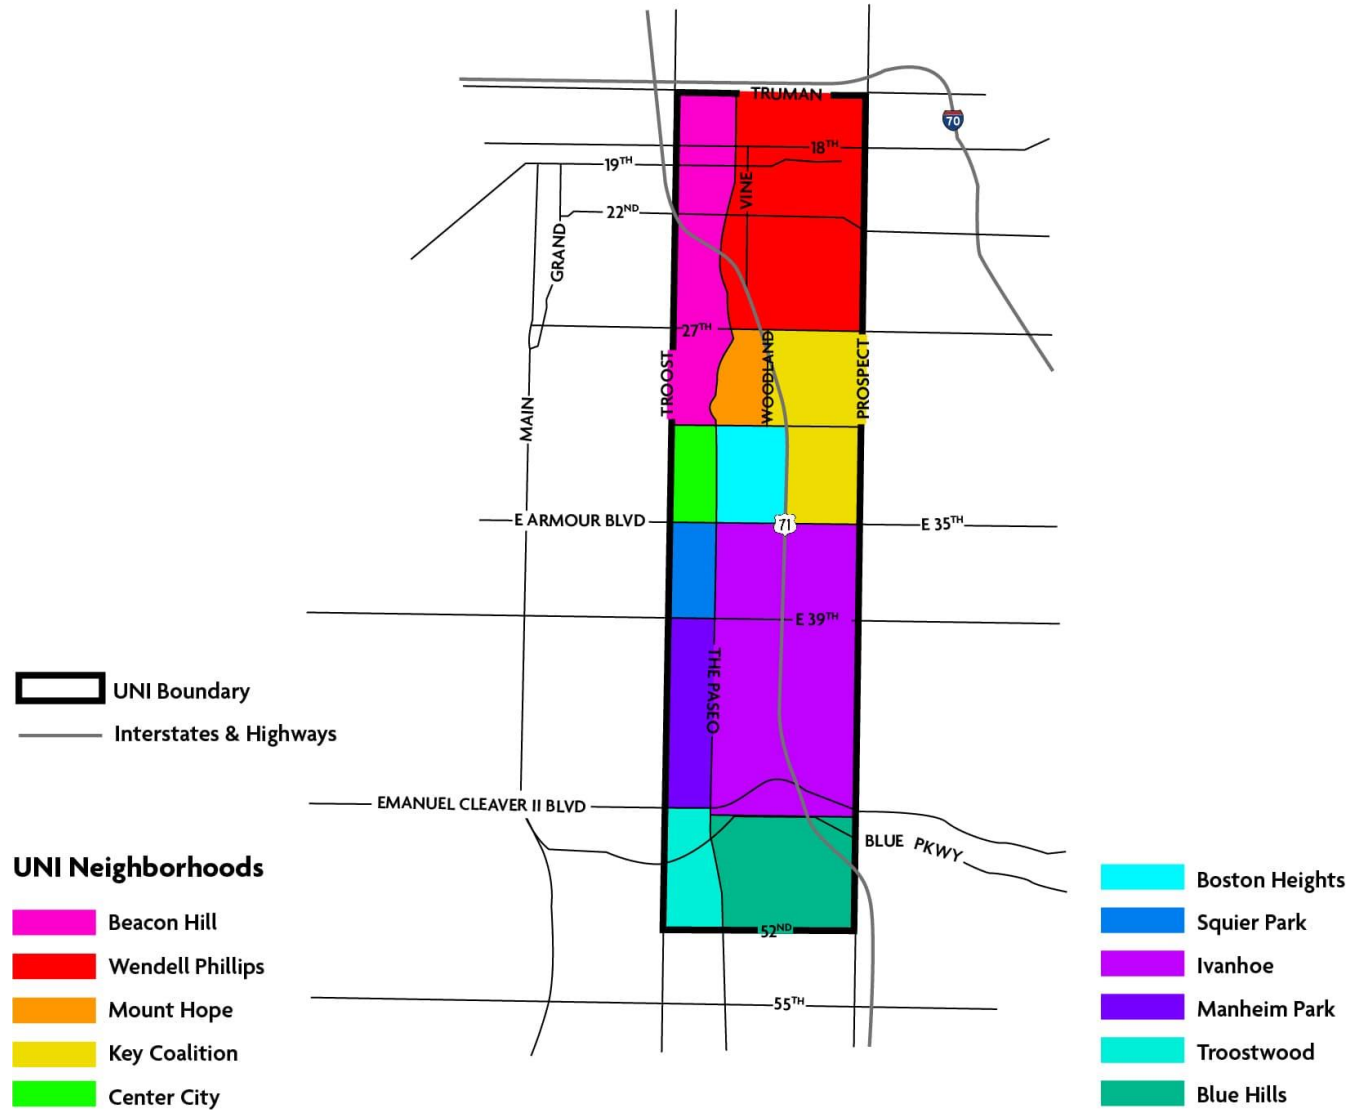 TRUMAN
70
18TH
19TH
VINE
22ND
GRAND
27TH
WOODLAND
TROOST
PROSPECT
MAIN
E ARMOUR BLVD
71
E 35TH
E 39TH
THE PASEO
UNI Boundary
Interstates & Highways
EMANUEL CLEAVER II BLVD
BLUE PKWY
52ND
55TH
UNI Neighborhoods
Beacon Hill
Wendell Phillips
Mount Hope
Key Coalition
Center City
Boston Heights
Squier Park
Ivanhoe
Manheim Park
Troostwood
Blue Hills